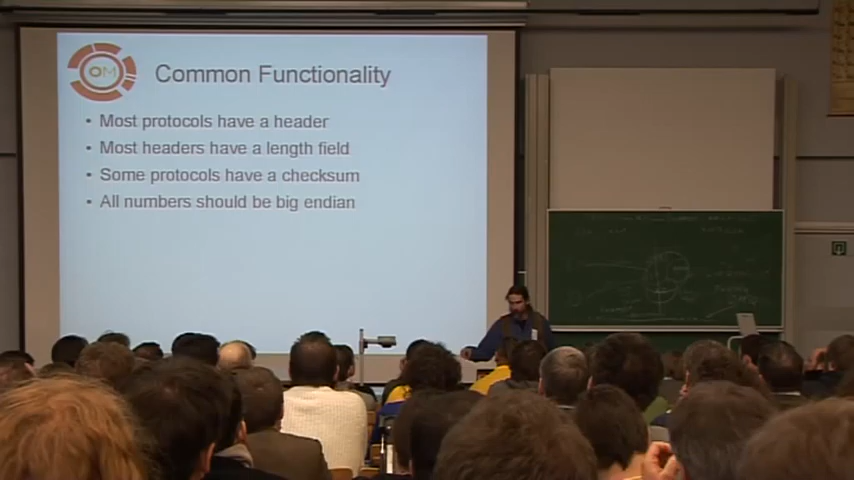 OM
Common Functionality
• Most protocols have a header
• Most headers have a length field
• Some protocols have a checksum
• All numbers should be big endian